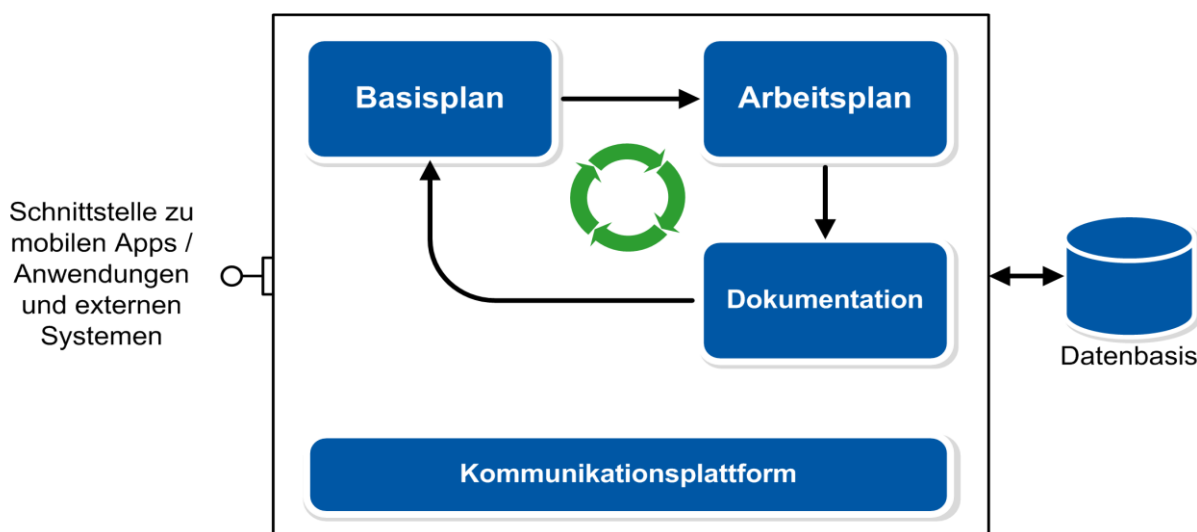 Basisplan
Arbeitsplan
Schnittstelle zu
mobilen Apps /
Anwendungen
und externen
Systemen
Dokumentation
Datenbasis
Kommunikationsplattform